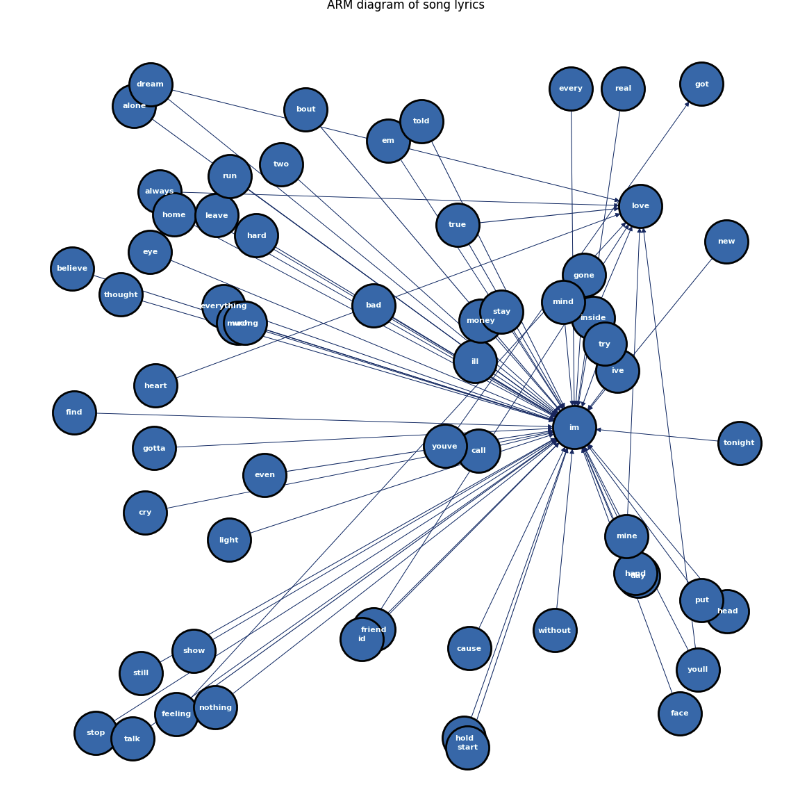 ARM diagram of song lyrics
dream
alone
bout
every
real
got
told
em
two
run
always
love
home
leave
true
hard
new
eye
believe
gone
thought
mind
everything
bad
stay
inside
money
try
ill
ive
heart
find
im
tonight
gotta
youve
call
even
cry
mine
light
hand
put
head
friend
id
without
cause
show
still
youll
nothing
feeling
face
stop
talk
hold
start